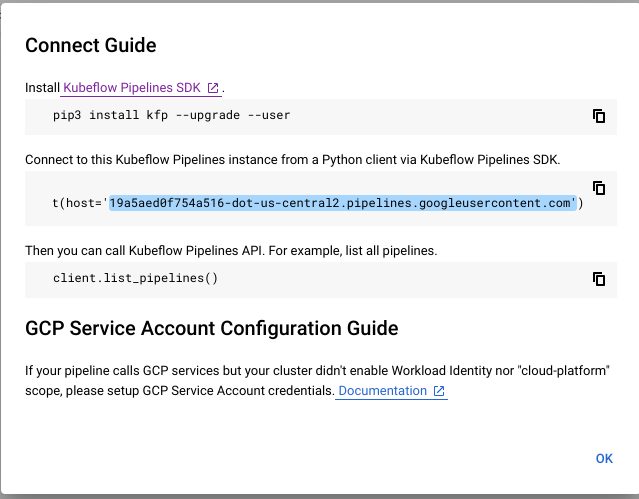 Connect Guide
Install Kubeflow Pipelines SDK .
pip3 install kfp --upgrade --user
Connect to this Kubeflow Pipelines instance from a Python client via Kubeflow Pipelines SDK.
t(host='19a5aed0f754a516-dot-us-central2.pipelines.googleusercontent.com')
Then you can call Kubeflow Pipelines API. For example, list all pipelines.
client.list_pipelines()
GCP Service Account Configuration Guide
If your pipeline calls GCP services but your cluster didn't enable Workload Identity nor "cloud-platform"
scope, please setup GCP Service Account credentials. Documentation
OK